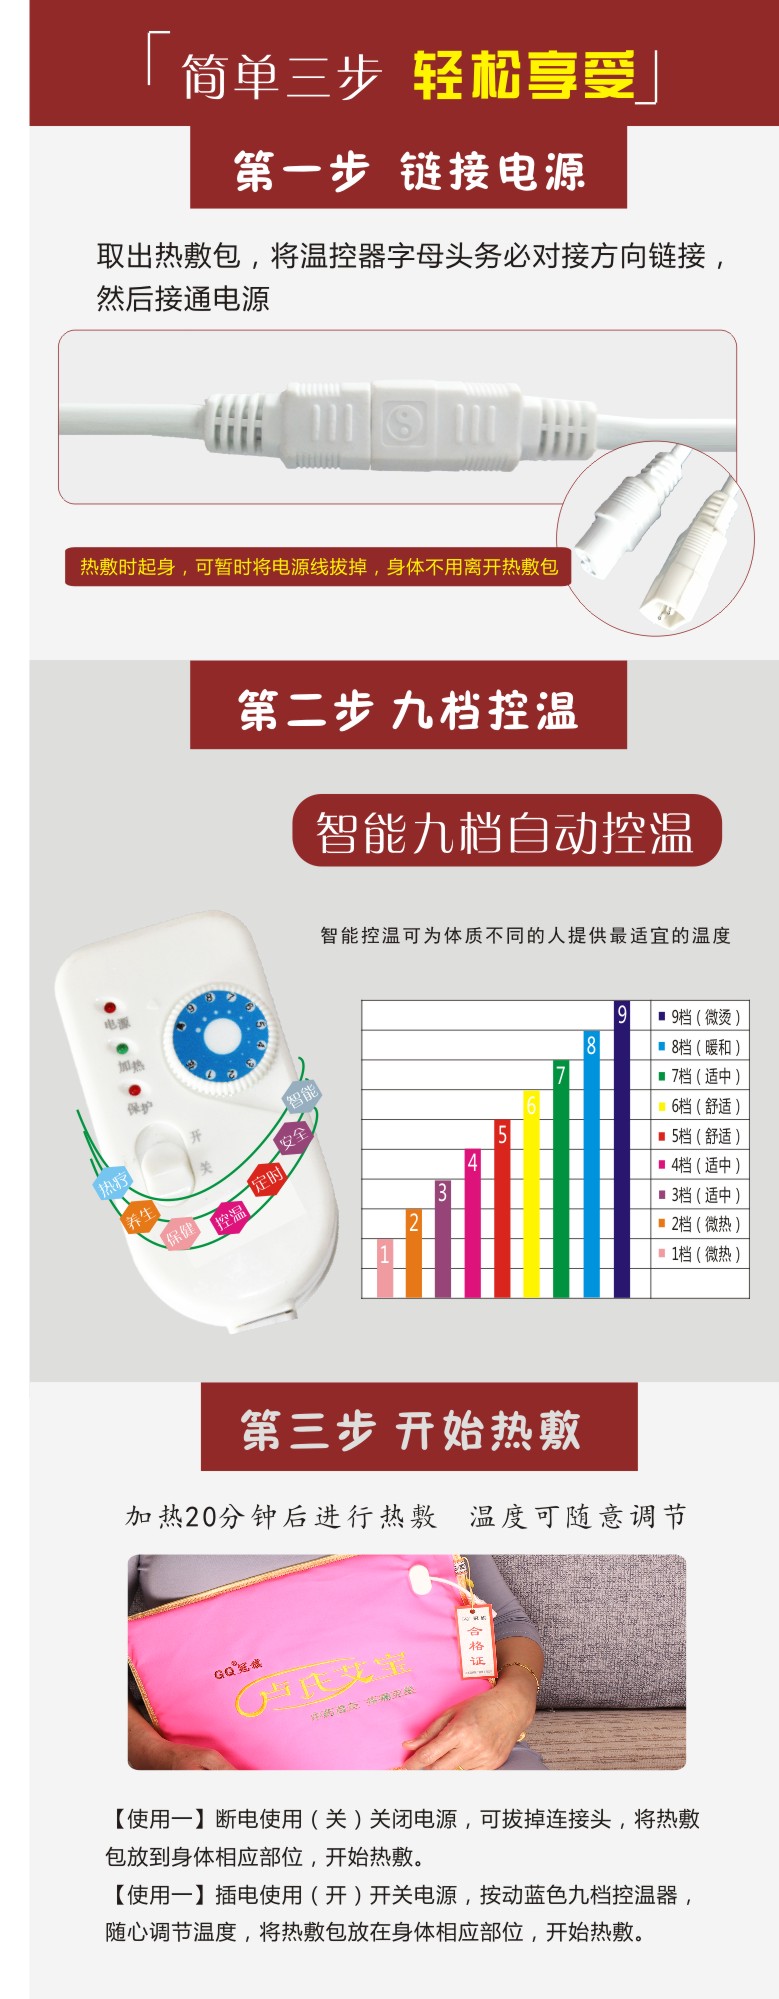 「简单三步 轻松享受」
第一步 链接电源
取出热敷包，将温控器字母头务必对接方向链接，
然后接通电源
热敷时起身，可暂时将电源线拔掉，身体不用离开热敷包
第二步 九档控温
智能九档自动控温
智能控温可为体质不同的人提供最适宜的温度
电源
加热
保护
开
关
热疗
养生
保健
控温
定时
安全
智能
1
2
3
4
5
6
7
8
9
9档（微烫）
8档（暖和）
7档（适中）
6档（舒适）
5档（舒适）
4档（适中）
3档（适中）
2档（微热）
1档（微热）
第三步 开始热敷
加热20分钟后进行热敷 温度可随意调节
GQ®冠旗
卢氏艾宝
合格证
【使用一】断电使用（关）关闭电源，可拔掉连接头，将热敷
包放到身体相应部位，开始热敷。
【使用一】插电使用（开）开关电源，按动蓝色九档控温器，
随心调节温度，将热敷包放在身体相应部位，开始热敷。